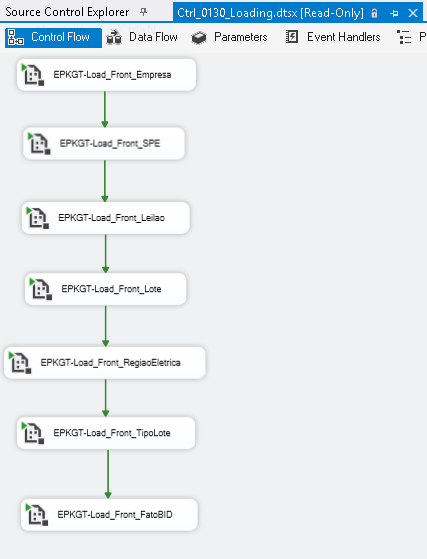 Source Control Explorer
Ctrl_0130_Loading.dtsx [Read-Only]
Control Flow
Data Flow
Parameters
Event Handlers
P
EPKGT-Load_Front_Empresa
EPKGT-Load_Front_SPE
EPKGT-Load_Front_Leilao
EPKGT-Load_Front_Lote
EPKGT-Load_Front_RegiaoEletrica
EPKGT-Load_Front_TipoLote
EPKGT-Load_Front_FatoBID